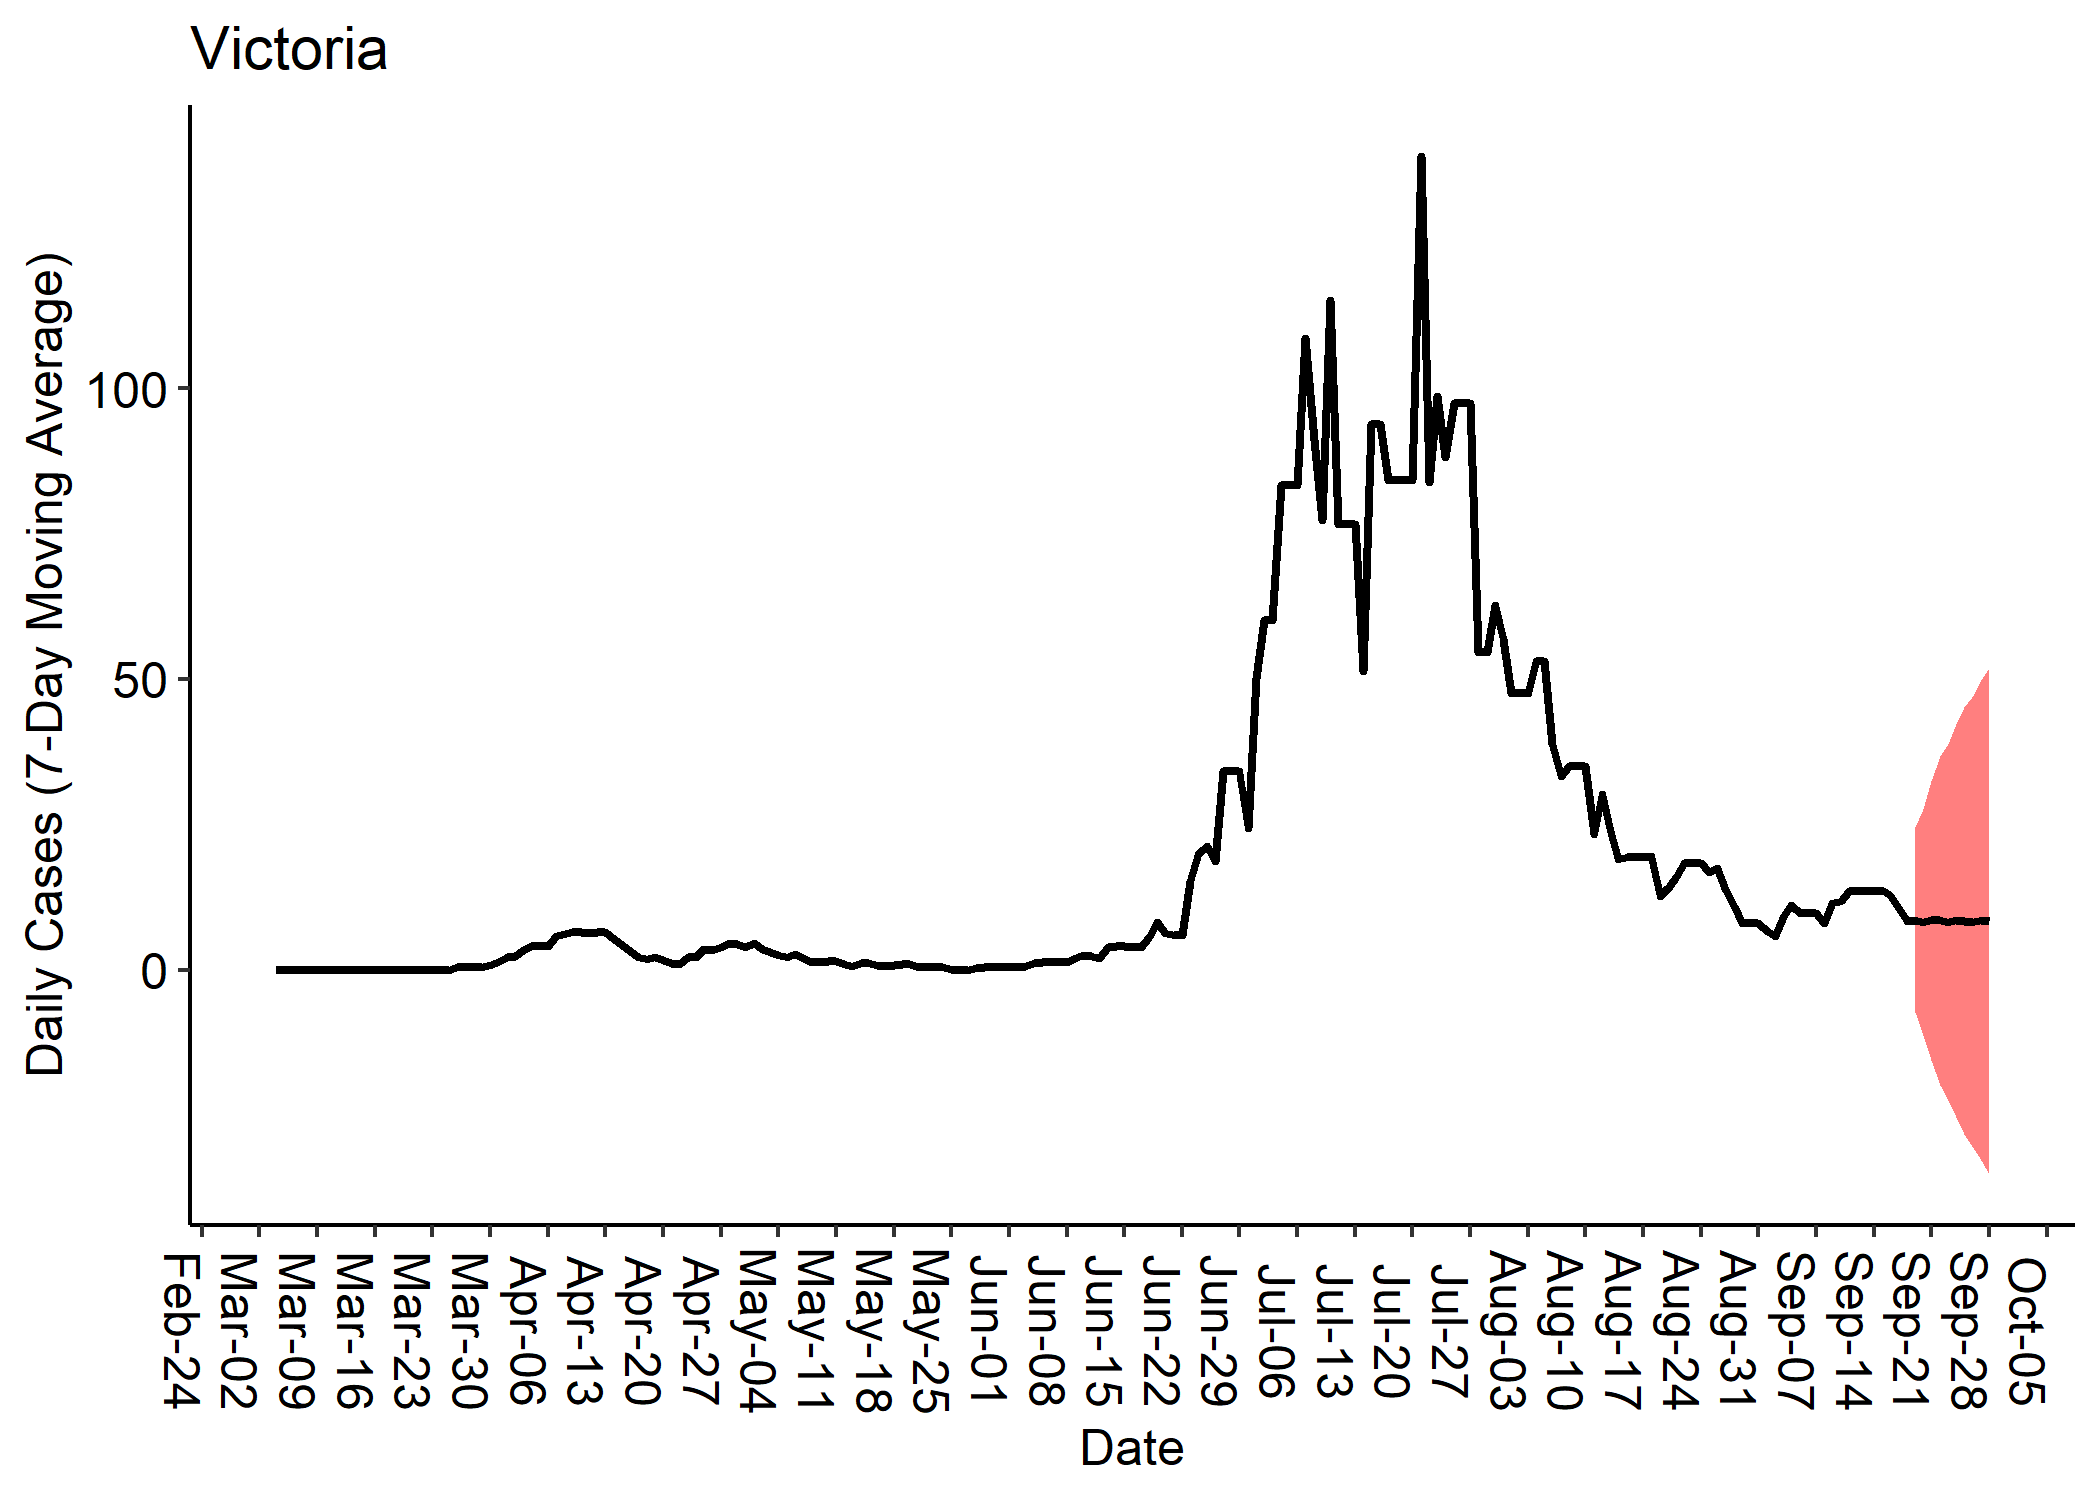 Victoria
Daily Cases (7-Day Moving Average)
100
50
0
Feb-24
Mar-02
Mar-09
Mar-16
Mar-23
Mar-30
Apr-06
Apr-13
Apr-20
Apr-27
May-04
May-11
May-18
May-25
Jun-01
Jun-08
Jun-15
Jun-22
Jun-29
Jul-06
Jul-13
Jul-20
Jul-27
Aug-03
Aug-10
Aug-17
Aug-24
Aug-31
Sep-07
Sep-14
Sep-21
Sep-28
Oct-05
Date